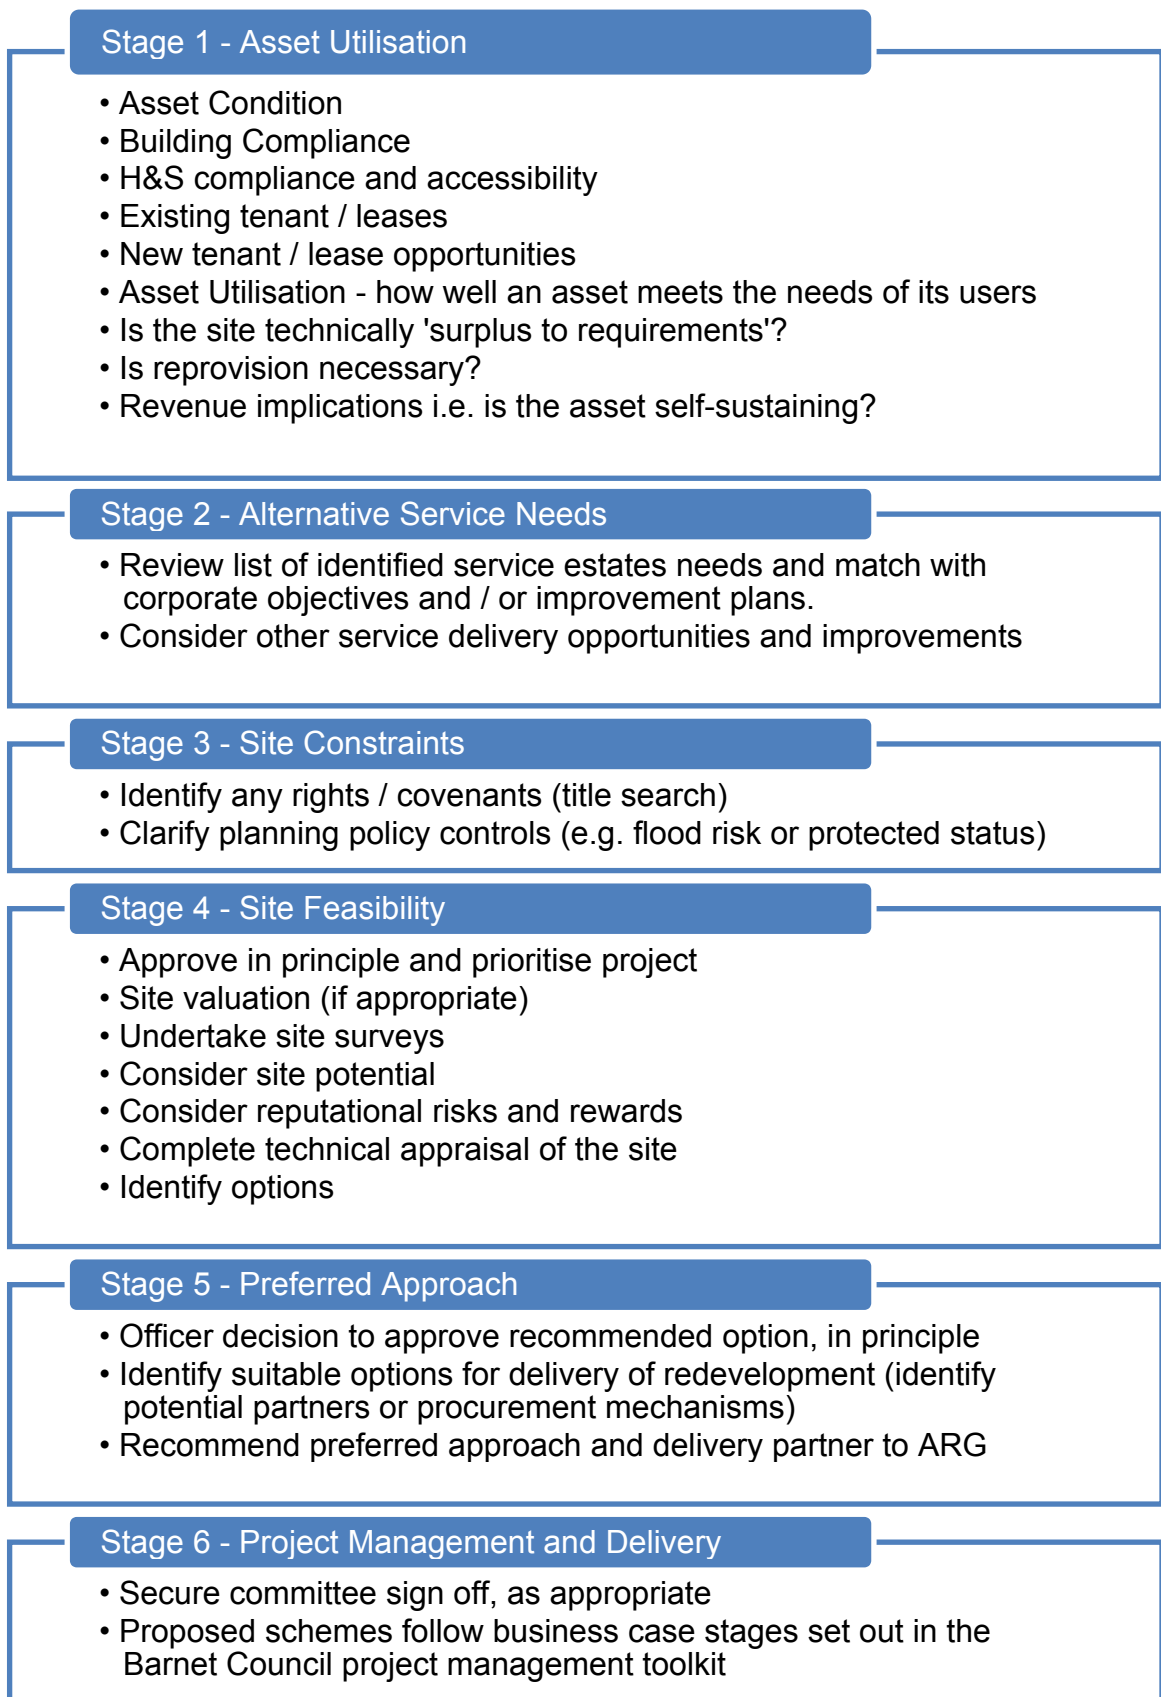 Stage 1 - Asset Utilisation
• Asset Condition
• Building Compliance
• H&S compliance and accessibility
• Existing tenant / leases
• New tenant / lease opportunities
• Asset Utilisation - how well an asset meets the needs of its users
• Is the site technically 'surplus to requirements'?
• Is reprovision necessary?
• Revenue implications i.e. is the asset self-sustaining?
Stage 2 - Alternative Service Needs
• Review list of identified service estates needs and match with
corporate objectives and / or improvement plans.
• Consider other service delivery opportunities and improvements
Stage 3 - Site Constraints
• Identify any rights / covenants (title search)
• Clarify planning policy controls (e.g. flood risk or protected status)
Stage 4 - Site Feasibility
• Approve in principle and prioritise project
• Site valuation (if appropriate)
• Undertake site surveys
• Consider site potential
• Consider reputational risks and rewards
• Complete technical appraisal of the site
• Identify options
Stage 5 - Preferred Approach
• Officer decision to approve recommended option, in principle
• Identify suitable options for delivery of redevelopment (identify
potential partners or procurement mechanisms)
• Recommend preferred approach and delivery partner to ARG
Stage 6 - Project Management and Delivery
• Secure committee sign off, as appropriate
• Proposed schemes follow business case stages set out in the
Barnet Council project management toolkit